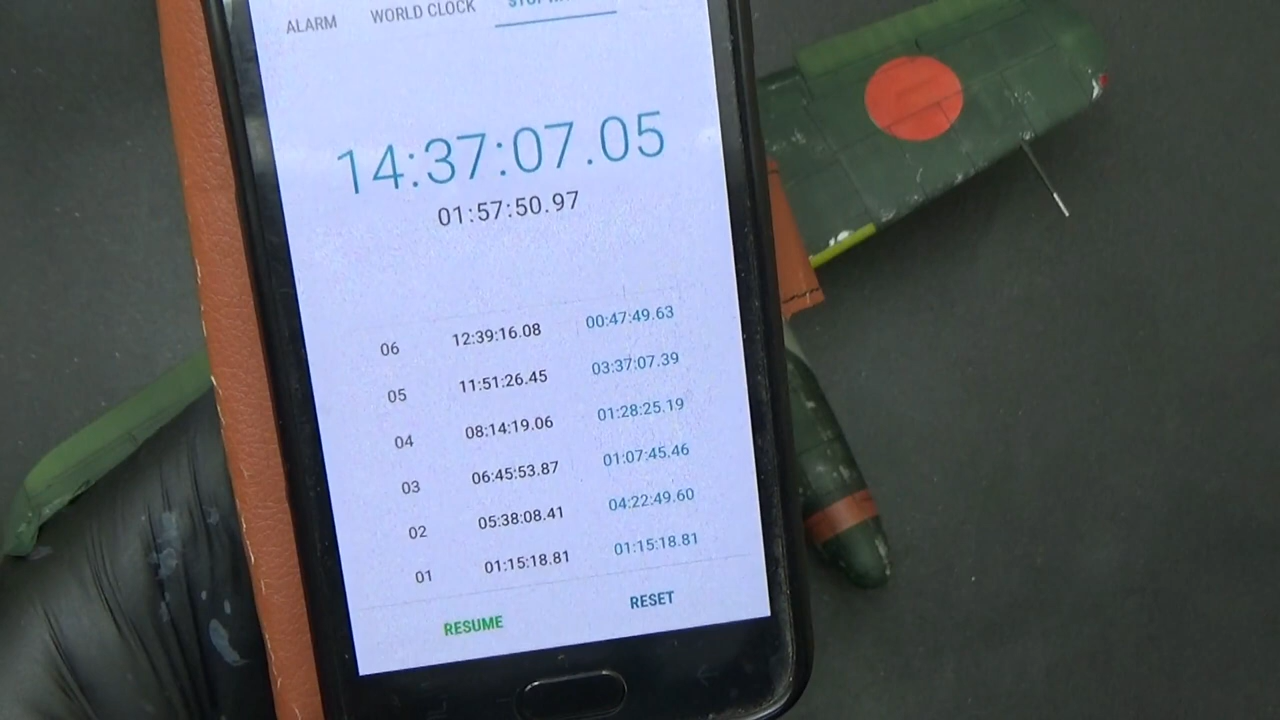 ALARM WORLD CLOCK
14:37:07.05
01:57:50.97
06 12:39:16.08 00:47:49.63
05 11:51:26.45 03:37:07.39
04 08:14:19.06 01:28:25.19
03 06:45:53.87 01:07:45.46
02 05:38:08.41 04:22:49.60
01 01:15:18.81 01:15:18.81
RESUME RESET